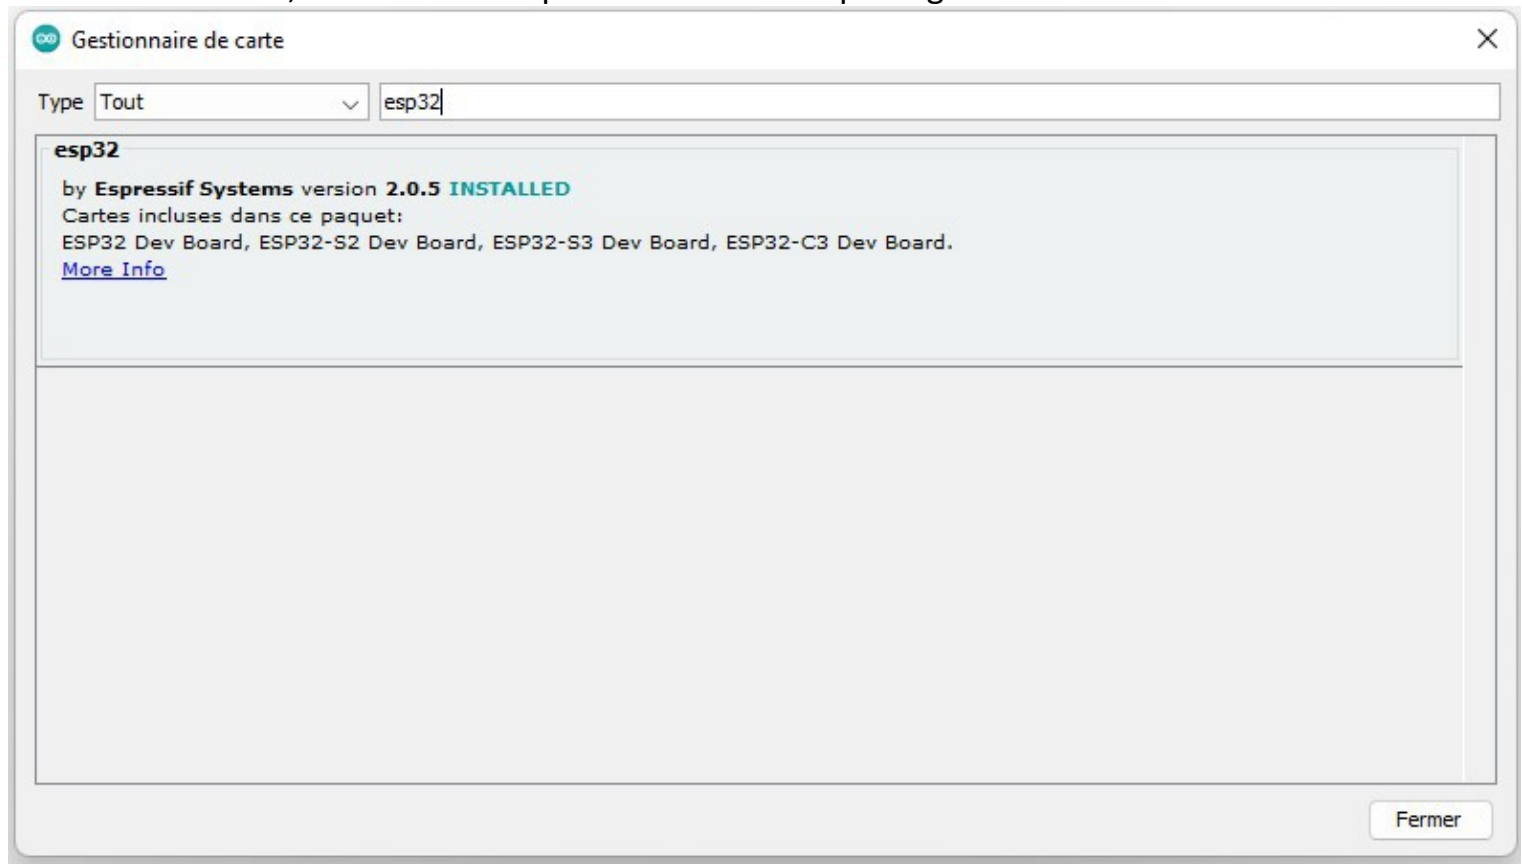 Gestionnaire de carte
Type Tout esp32
esp32
by Espressif Systems version 2.0.5 INSTALLED
Cartes incluses dans ce paquet:
ESP32 Dev Board, ESP32-S2 Dev Board, ESP32-S3 Dev Board, ESP32-C3 Dev Board.
More Info
Fermer